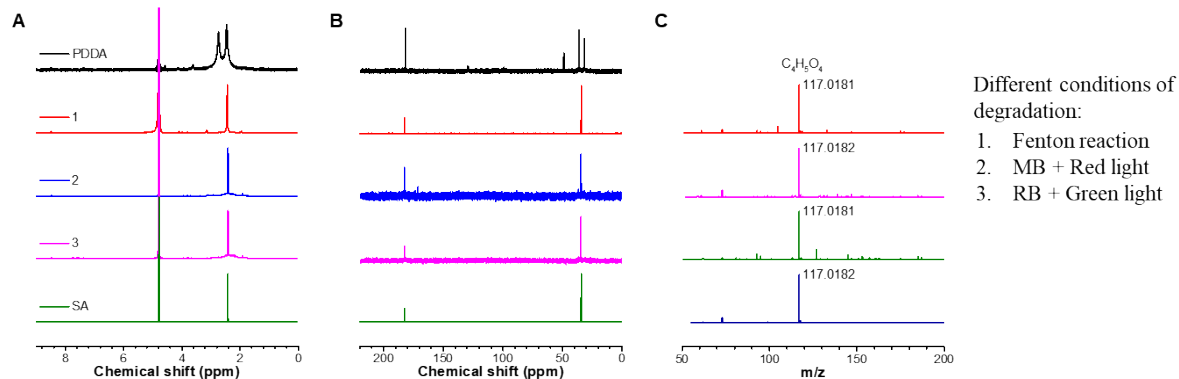 A
B
C
PDDA
1
2
3
SA
8
6
4
2
0
Chemical shift (ppm)
200
150
100
50
0
Chemical shift (ppm)
C₄H₅O₄
117.0181
117.0182
117.0181
117.0182
50
100
150
200
m/z
Different conditions of
degradation:
1. Fenton reaction
2. MB + Red light
3. RB + Green light